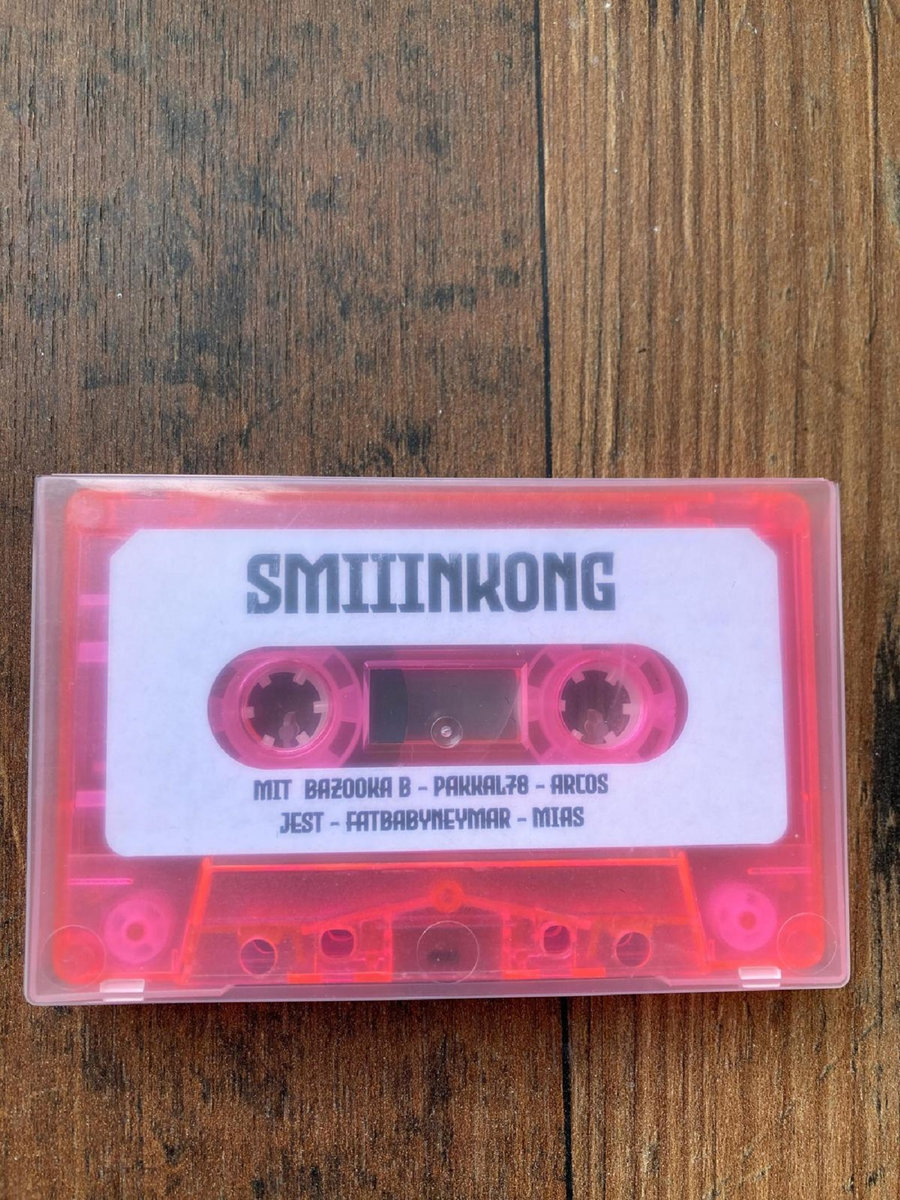 SMIIINKONG
MIT BAZOOKA B - PAKKAL78 - ARCOS
JEST - FATBABYNEYMAR - MIAS